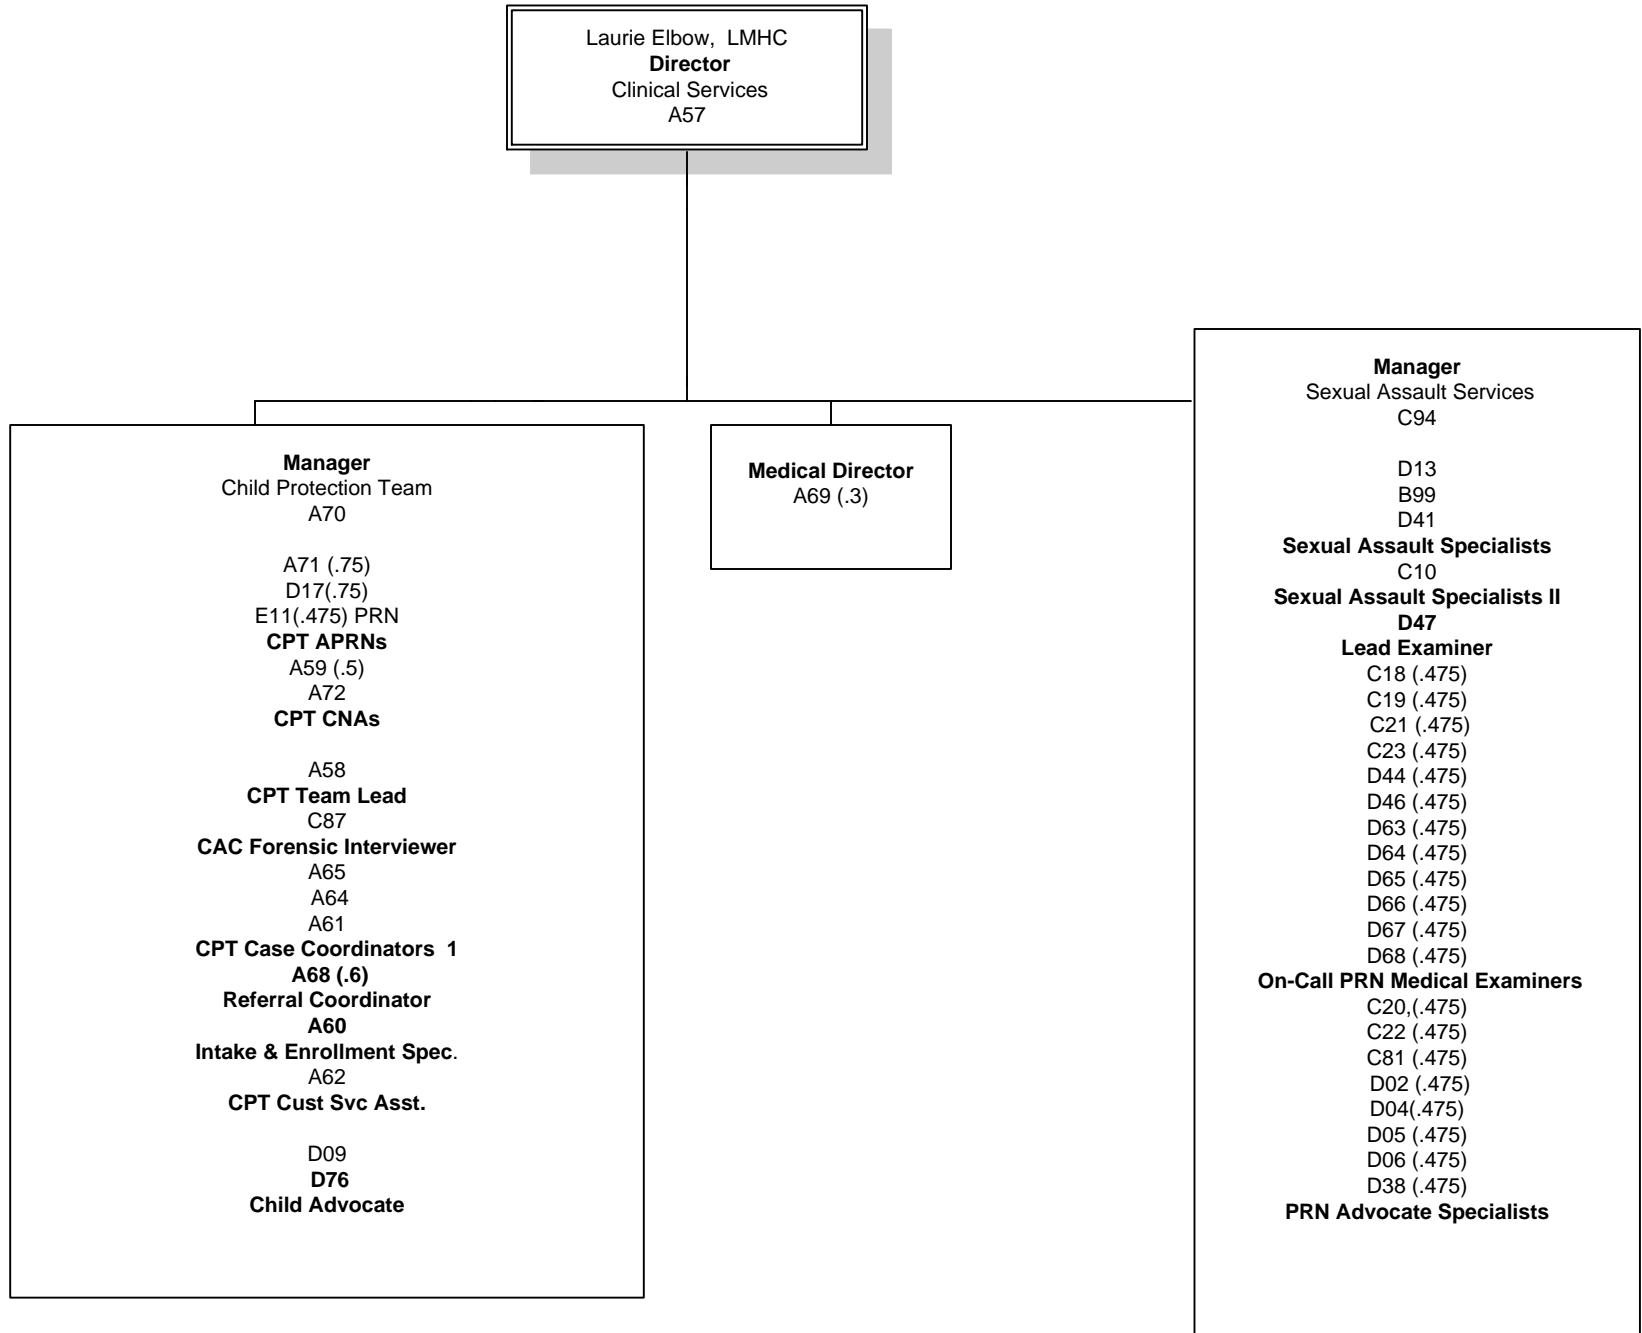 Laurie Elbow, LMHC
Director
Clinical Services
A57
Manager
Child Protection Team
A70
A71 (.75)
D17(.75)
E11(.475) PRN
CPT APRNs
A59 (.5)
A72
CPT CNAs
A58
CPT Team Lead
C87
CAC Forensic Interviewer
A65
A64
A61
CPT Case Coordinators 1
A68 (.6)
Referral Coordinator
A60
Intake & Enrollment Spec.
A62
CPT Cust Svc Asst.
D09
D76
Child Advocate
Medical Director
A69 (.3)
Manager
Sexual Assault Services
C94
D13
B99
D41
Sexual Assault Specialists
C10
Sexual Assault Specialists II
D47
Lead Examiner
C18 (.475)
C19 (.475)
C21 (.475)
C23 (.475)
D44 (.475)
D46 (.475)
D63 (.475)
D64 (.475)
D65 (.475)
D66 (.475)
D67 (.475)
D68 (.475)
On-Call PRN Medical Examiners
C20,(.475)
C22 (.475)
C81 (.475)
D02 (.475)
D04(.475)
D05 (.475)
D06 (.475)
D38 (.475)
PRN Advocate Specialists